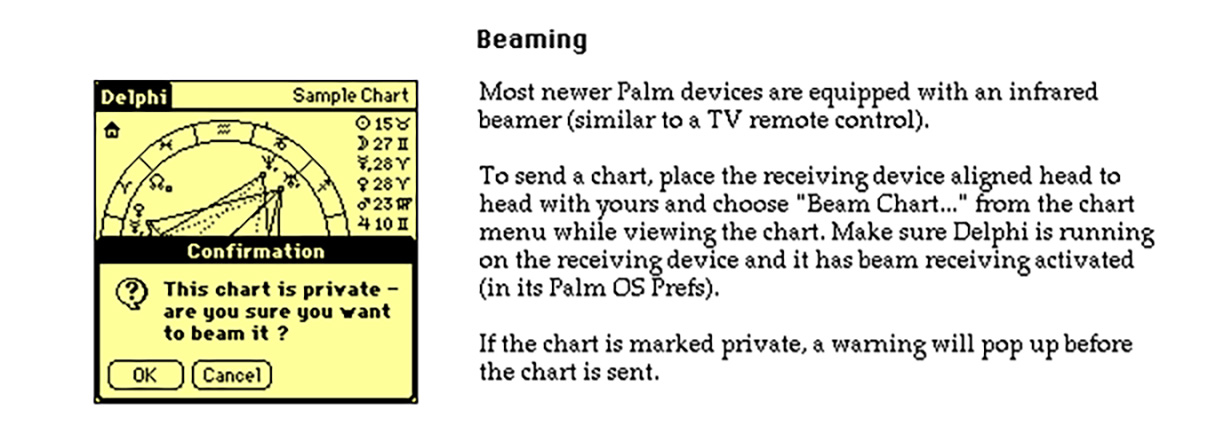 Beaming
Delphi
Sample Chart
☉ 15 ♉
☽ 27 ♊
☿, 28 ♈
♀ 28 ♈
♂ 23 ♍
♃ 10 ♊
Confirmation
This chart is private –
are you sure you want
to beam it ?
OK
Cancel
Most newer Palm devices are equipped with an infrared
beamer (similar to a TV remote control).
To send a chart, place the receiving device aligned head to
head with yours and choose "Beam Chart..." from the chart
menu while viewing the chart. Make sure Delphi is running
on the receiving device and it has beam receiving activated
(in its Palm OS Prefs).
If the chart is marked private, a warning will pop up before
the chart is sent.